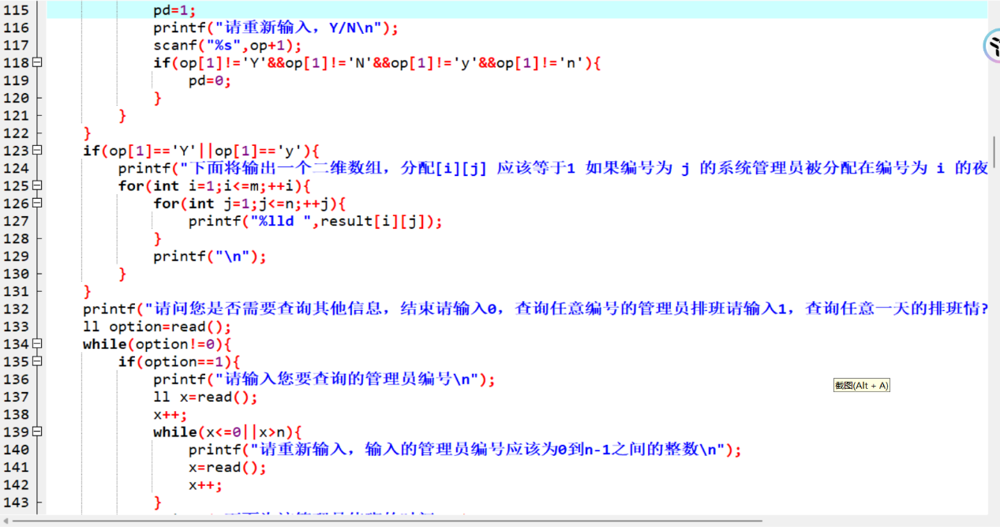 115 pd=1;
116 printf("请重新输入，Y/N\n");
117 scanf("%s",op+1);
118 if(op[1]!='Y'&&op[1]!='N'&&op[1]!='y'&&op[1]!='n'){
119 pd=0;
120 }
121 }
122 }
123 if(op[1]=='Y'||op[1]=='y'){
124 printf("下面将输出一个二维数组，分配[i][j] 应该等于1 如果编号为 j 的系统管理员被分配在编号为 i 的夜
125 for(int i=1;i<=m;++i){
126 for(int j=1;j<=n;++j){
127 printf("%lld ",result[i][j]);
128 }
129 printf("\n");
130 }
131 }
132 printf("请问您是否需要查询其他信息，结束请输入0，查询任意编号的管理员排班请输入1，查询任意一天的排班情?
133 ll option=read();
134 while(option!=0){
135 if(option==1){
136 printf("请输入您要查询的管理员编号\n");
137 ll x=read();
138 x++;
139 while(x<=0||x>n){
140 printf("请重新输入，输入的管理员编号应该为0到n-1之间的整数\n");
141 x=read();
142 x++;
143 }
截图(Alt + A)